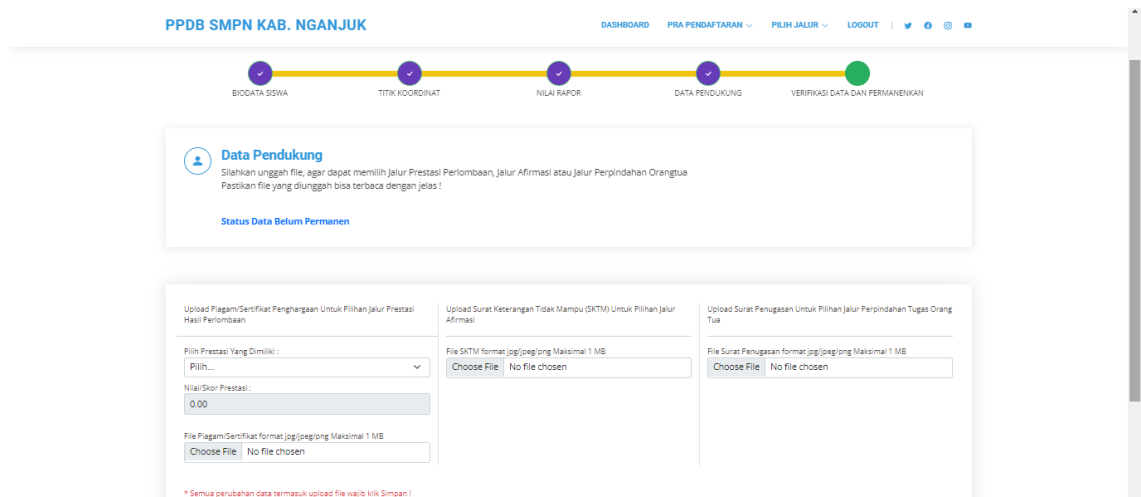 PPDB SMPN KAB. NGANJUK
DASHBOARD PRA PENDAFTARAN PILIH JALUR LOGOUT
BIODATA SISWA TITIK KOORDINAT NILAI RAPOR DATA PENDUKUNG VERIFIKASI DATA DAN PERMANENKAN
Data Pendukung
Silahkan unggah file, agar dapat memilih Jalur Prestasi Perlombaan, Jalur Afirmasi atau Jalur Perpindahan Orangtua
Pastikan file yang diunggah bisa terbaca dengan jelas !
Status Data Belum Permanen
Upload Piagam/Sertifikat Penghargaan Untuk Pilihan Jalur Prestasi
Hasil Perlombaan
Pilih Prestasi Yang Dimiliki :
Pilih...
Nilai/Skor Prestasi :
0.00
File Piagam/Sertifikat format jpg/jpeg/png Maksimal 1 MB
Choose File No file chosen
Upload Surat Keterangan Tidak Mampu (SKTM) Untuk Pilihan Jalur
Afirmasi
File SKTM format jpg/jpeg/png Maksimal 1 MB
Choose File No file chosen
Upload Surat Penugasan Untuk Pilihan Jalur Perpindahan Tugas Orang
Tua
File Surat Penugasan format jpg/jpeg/png Maksimal 1 MB
Choose File No file chosen
* Semua perubahan data termasuk upload file wajib klik Simpan !